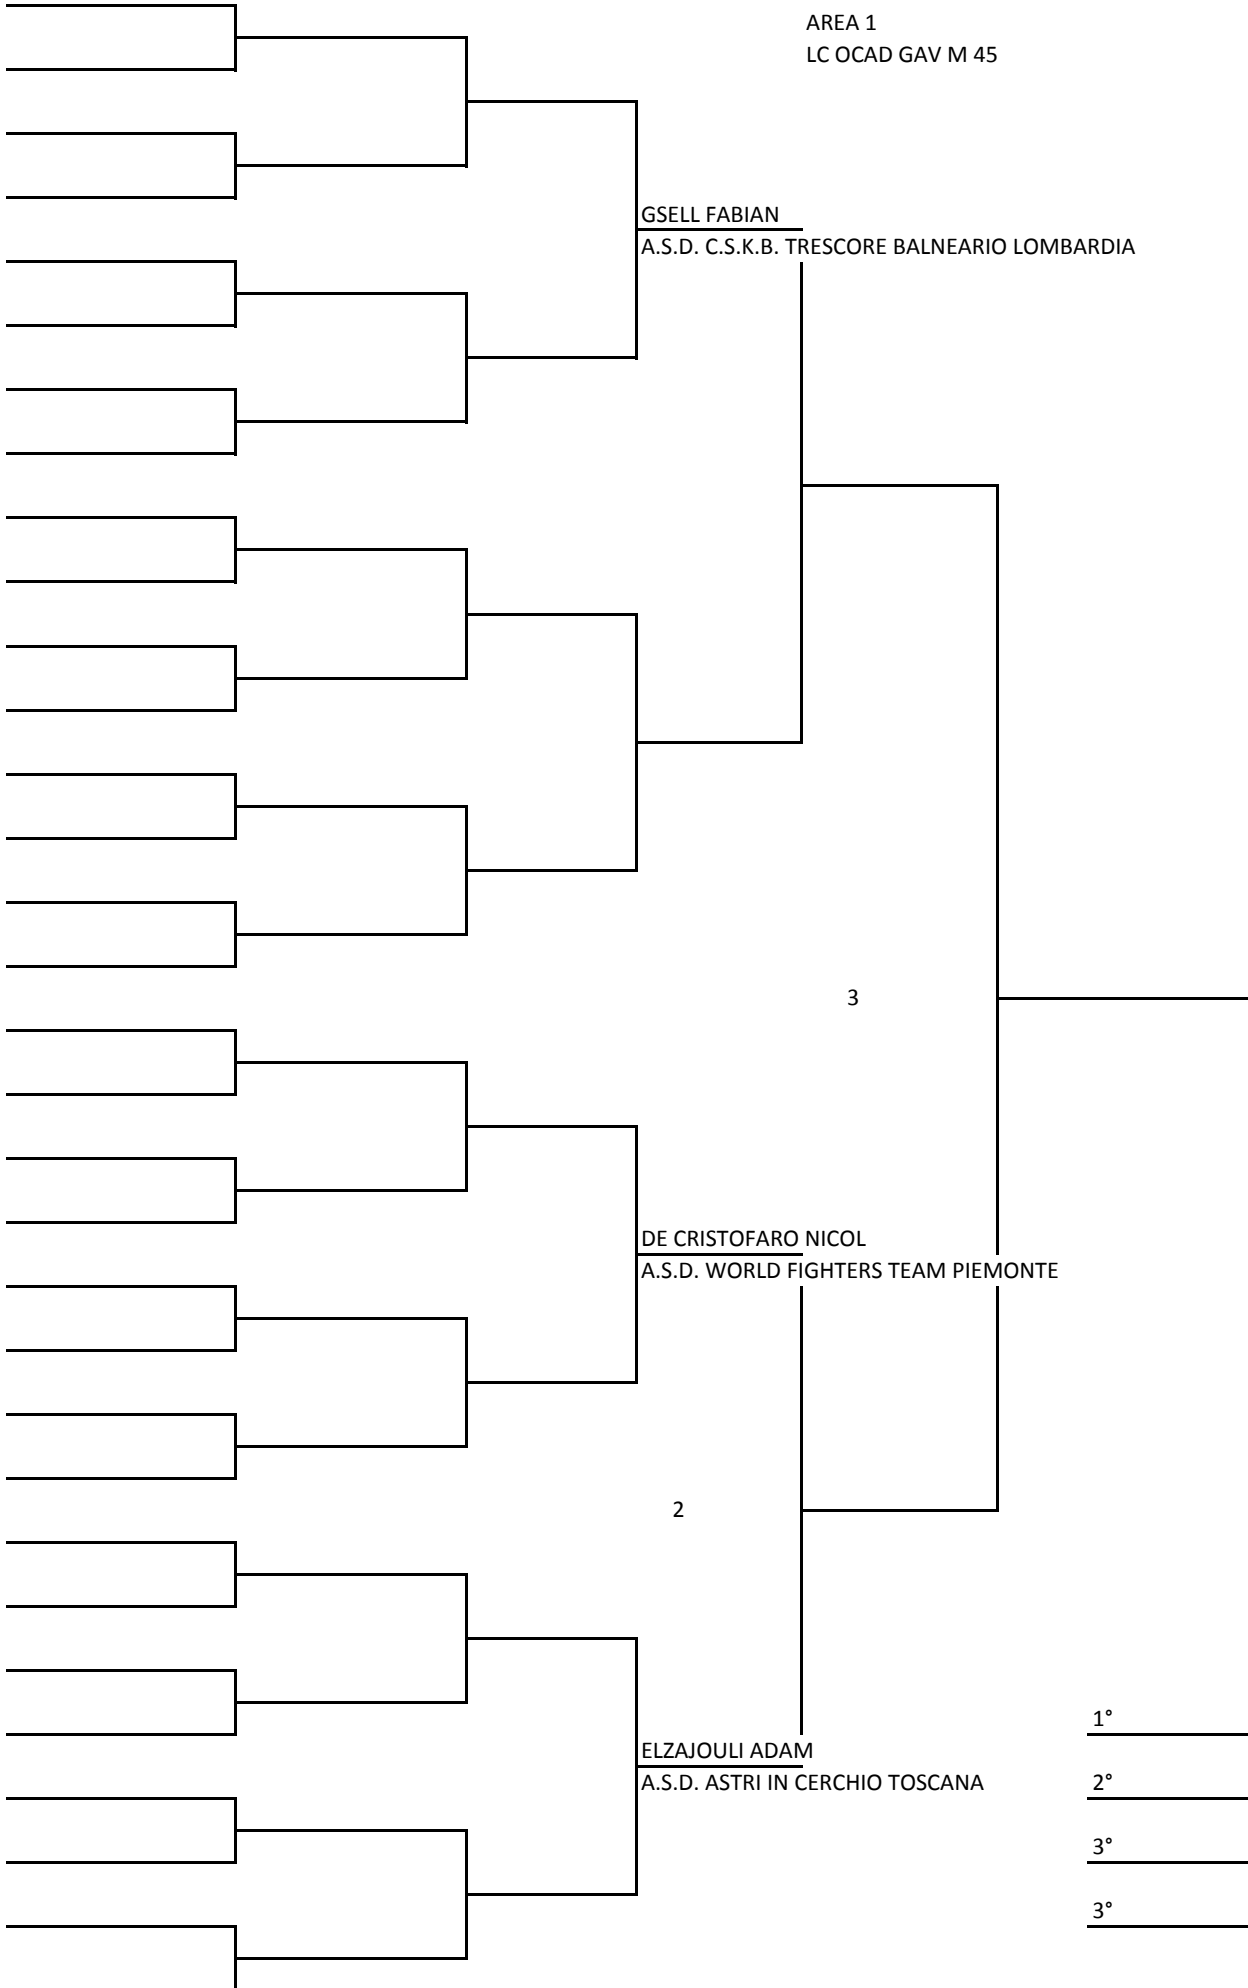 AREA 1
LC OCAD GAV M 45
GSELL FABIAN
A.S.D. C.S.K.B. TRESCORE BALNEARIO LOMBARDIA
3
DE CRISTOFARO NICOL
A.S.D. WORLD FIGHTERS TEAM PIEMONTE
2
1°
ELZAJOULI ADAM
A.S.D. ASTRI IN CERCHIO TOSCANA
2°
3°
3°